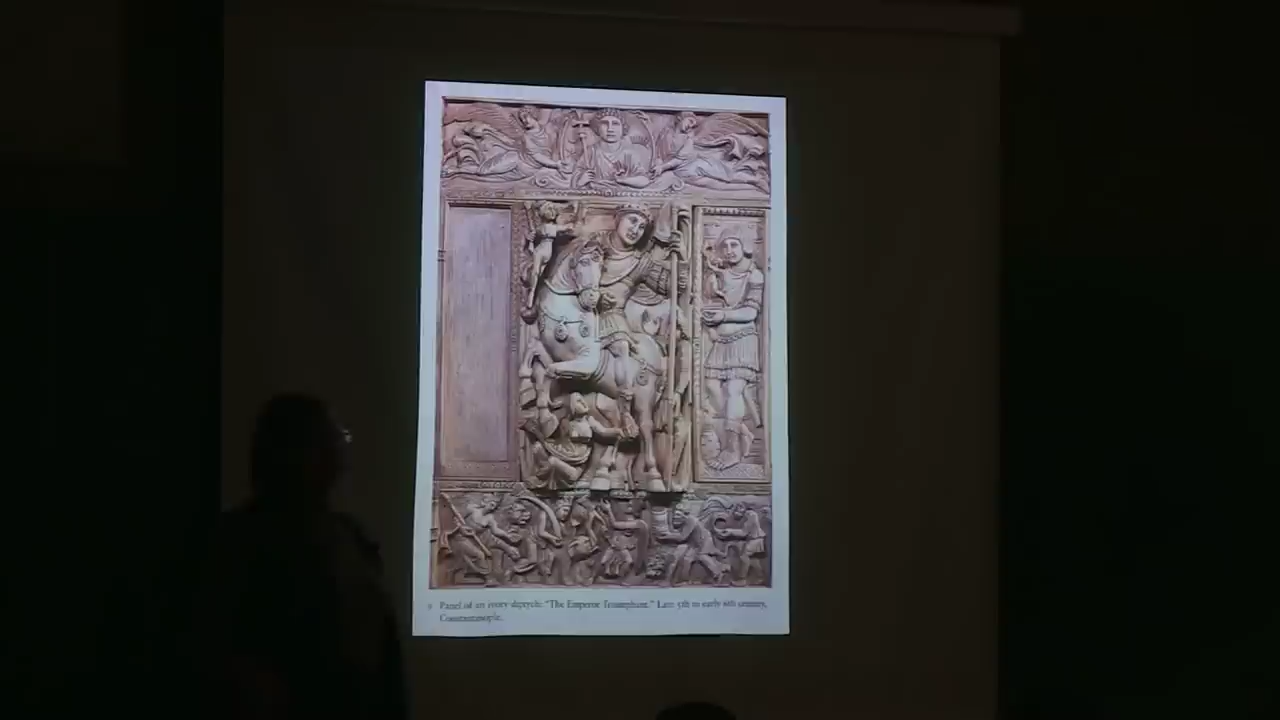 Panel of an ivory diptych: "The Emperor Triumphant." Late 5th to early 6th century,
Constantinople.